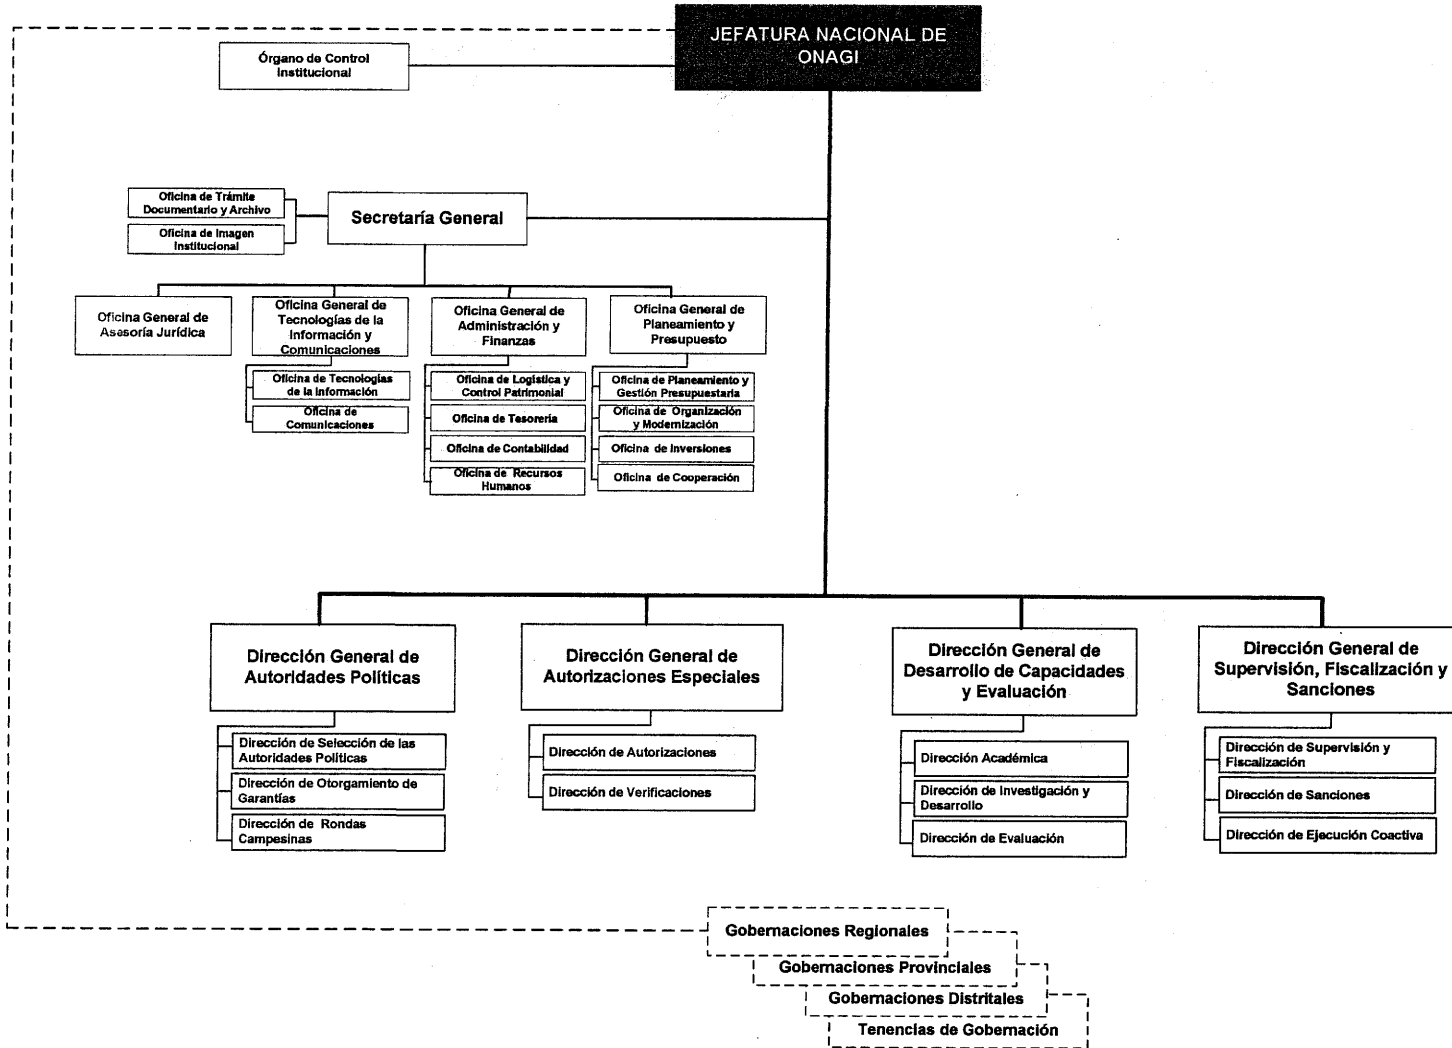 JEFATURA NACIONAL DE
ONAGI
Órgano de Control
Institucional
Oficina de Trámite
Documentario y Archivo
Oficina de Imagen
Institucional
Secretaría General
Oficina General de
Asesoría Jurídica
Oficina General de
Tecnologías de la
Información y
Comunicaciones
Oficina de Tecnologías
de la Información
Oficina de
Comunicaciones
Oficina General de
Administración y
Finanzas
Oficina de Logística y
Control Patrimonial
Oficina de Tesorería
Oficina de Contabilidad
Oficina de Recursos
Humanos
Oficina General de
Planeamiento y
Presupuesto
Oficina de Planeamiento y
Gestión Presupuestaria
Oficina de Organización
y Modernización
Oficina de Inversiones
Oficina de Cooperación
Dirección General de
Autoridades Políticas
Dirección de Selección de las
Autoridades Políticas
Dirección de Otorgamiento de
Garantías
Dirección de Rondas
Campesinas
Dirección General de
Autorizaciones Especiales
Dirección de Autorizaciones
Dirección de Verificaciones
Dirección General de
Desarrollo de Capacidades
y Evaluación
Dirección Académica
Dirección de Investigación y
Desarrollo
Dirección de Evaluación
Dirección General de
Supervisión, Fiscalización y
Sanciones
Dirección de Supervisión y
Fiscalización
Dirección de Sanciones
Dirección de Ejecución Coactiva
Gobernaciones Regionales
Gobernaciones Provinciales
Gobernaciones Distritales
Tenencias de Gobernación